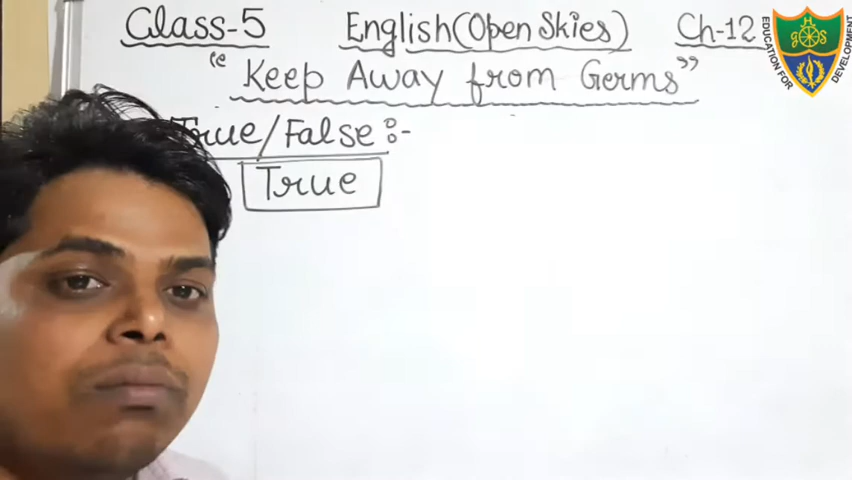 Class-5 English(Open Skies) Ch-12
"Keep Away from Germs"
True/False:-
True
EDUCATION FOR DEVELOPMENT